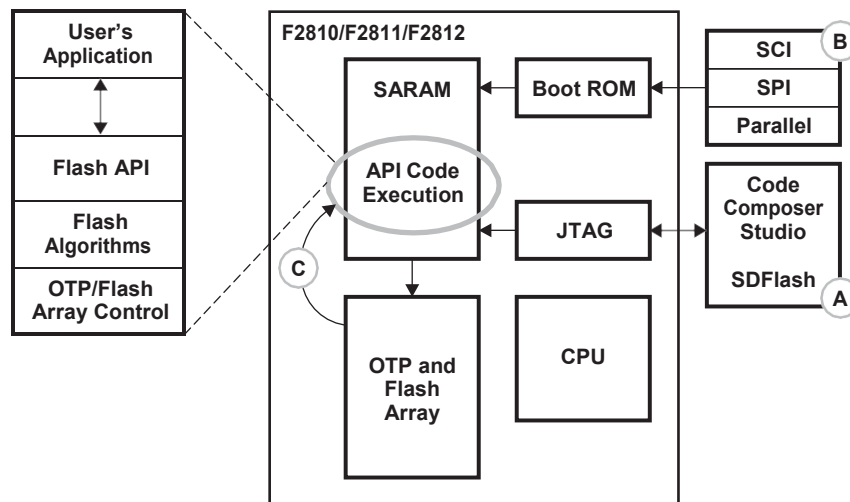 User's
Application
Flash API
Flash
Algorithms
OTP/Flash
Array Control
F2810/F2811/F2812
SARAM
API Code
Execution
C
OTP and
Flash
Array
Boot ROM
JTAG
CPU
B
SCI
SPI
Parallel
Code
Composer
Studio
SDFlash
A